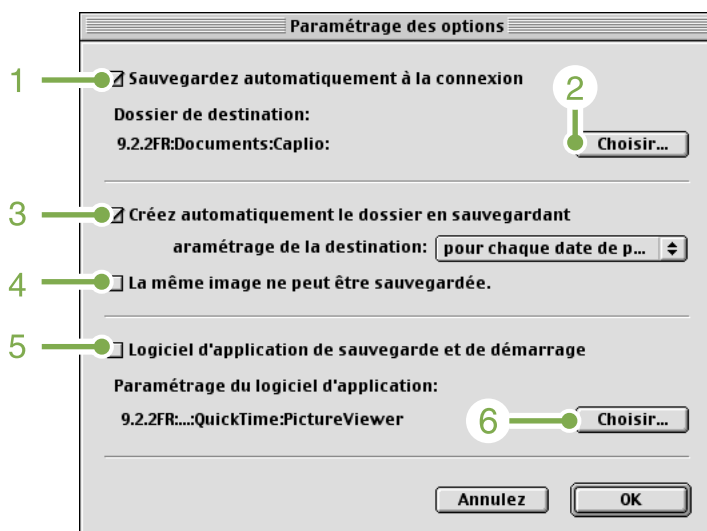 Paramétrage des options
1
Sauvegardez automatiquement à la connexion
2
Dossier de destination:
9.2.2FR:Documents:Caplio:
Choisir...
3
Créez automatiquement le dossier en sauvegardant
aramétrage de la destination: pour chaque date de p...
4
La même image ne peut être sauvegardée.
5
Logiciel d'application de sauvegarde et de démarrage
Paramétrage du logiciel d'application:
9.2.2FR:...:QuickTime:PictureViewer
6
Choisir...
Annulez
OK